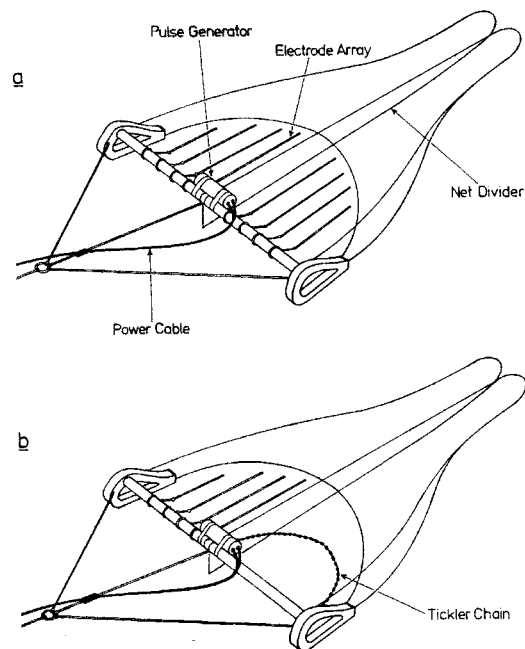 Pulse Generator
Electrode Array
a
Net Divider
Power Cable
b
Tickler Chain